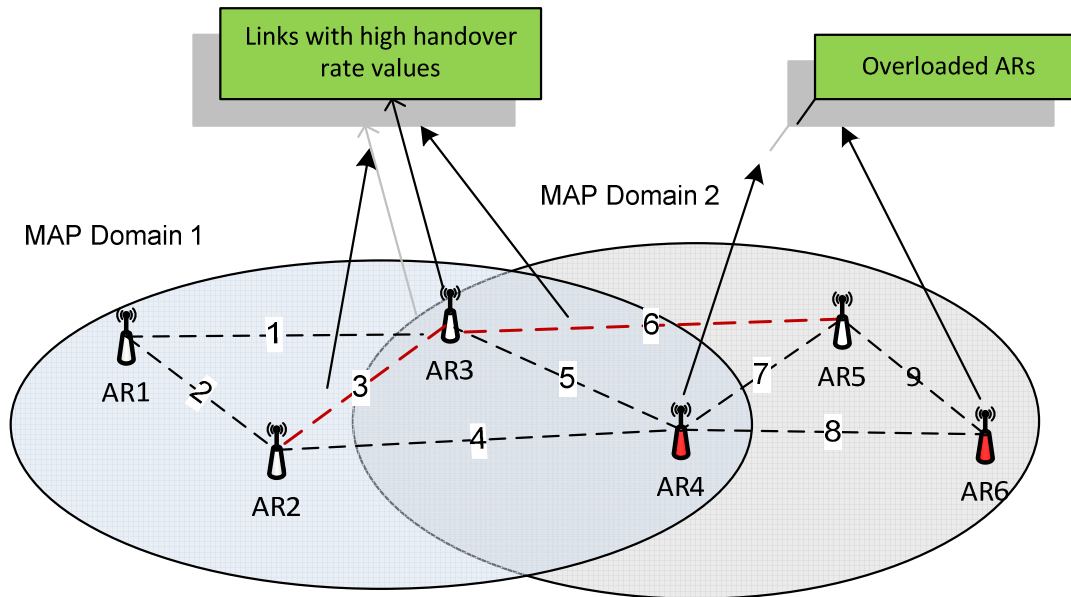 Links with high handover
rate values
Overloaded ARs
MAP Domain 2
MAP Domain 1
1
6
AR3
AR1
2
3
5
7
AR5
9
4
8
AR2
AR4
AR6